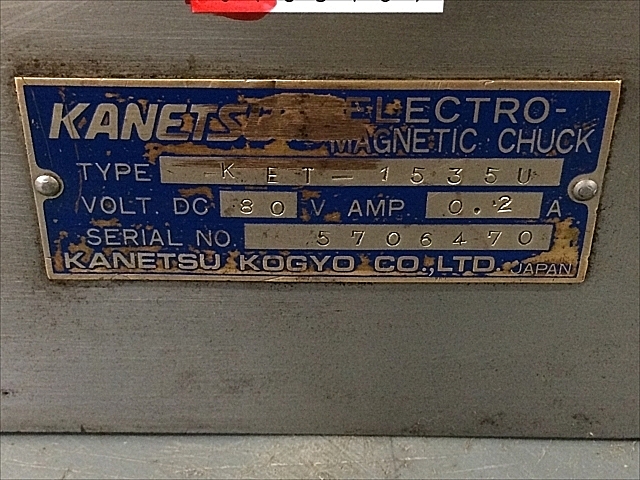 KANETSU ELECTRO-
MAGNETIC CHUCK
TYPE KET-1535U
VOLT. DC 80 V AMP 0.2 A
SERIAL NO. 5706470
KANETSU KOGYO CO.,LTD. JAPAN